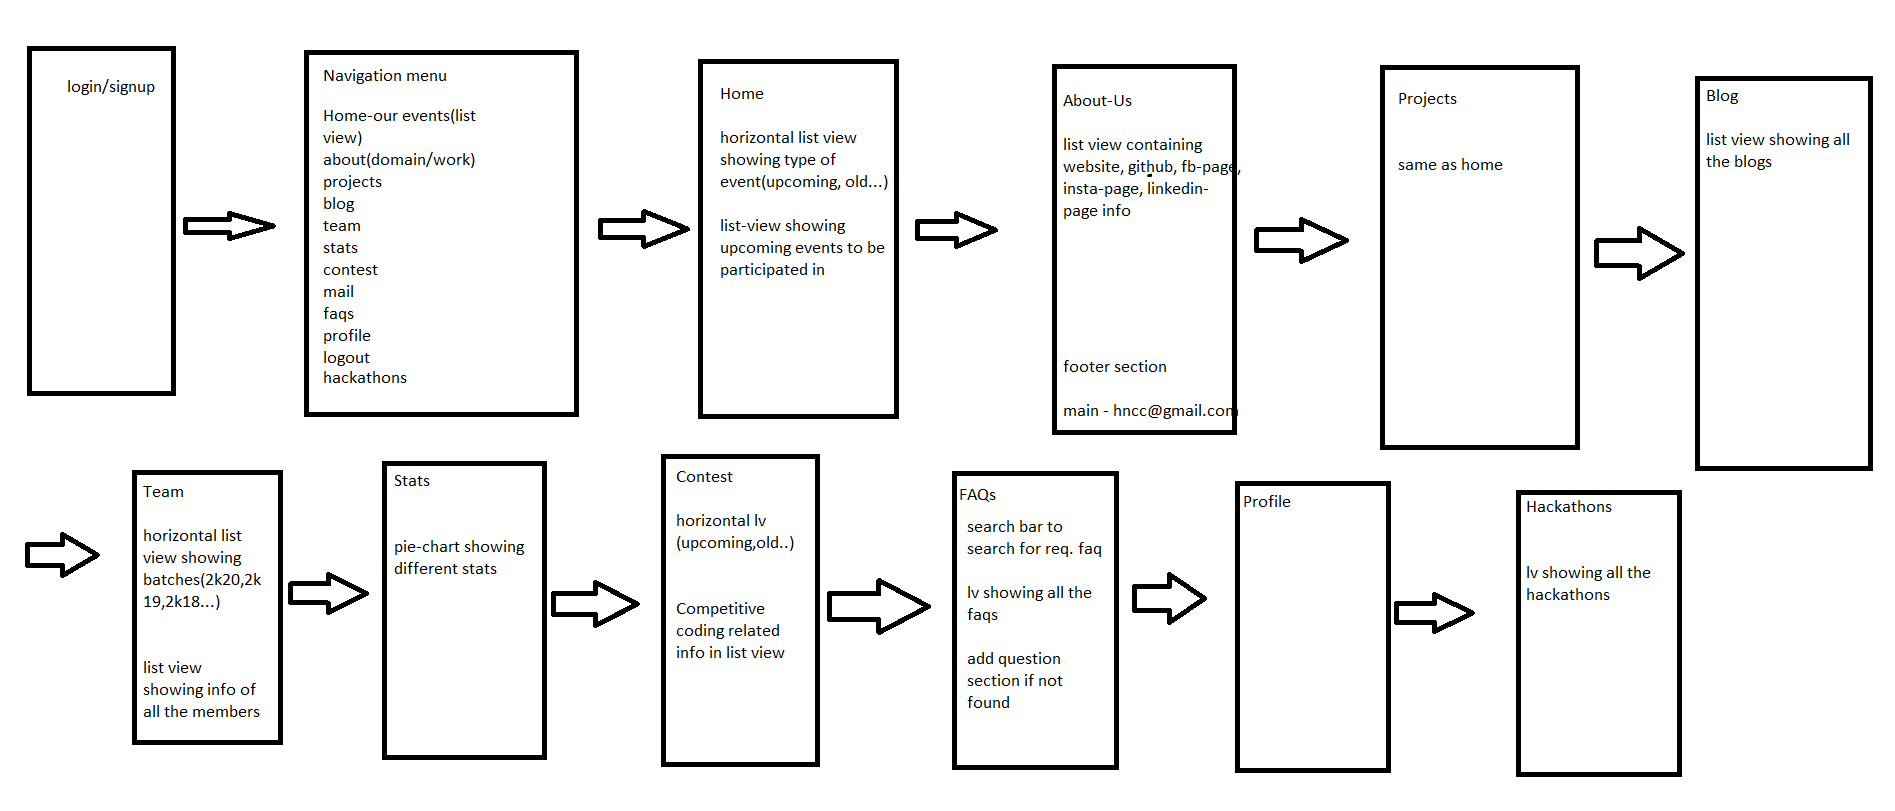 login/signup
Navigation menu
Home-our events(list
view)
about(domain/work)
projects
blog
team
stats
contest
mail
faqs
profile
logout
hackathons
Home
horizontal list view
showing type of
event(upcoming, old...)
list-view showing
upcoming events to be
participated in
About-Us
list view containing
website, github, fb-page,
insta-page, linkedin-
page info
footer section
main - hncc@gmail.com
Projects
same as home
Blog
list view showing all
the blogs
Team
horizontal list
view showing
batches(2k20,2k
19,2k18...)
list view
showing info of
all the members
Stats
pie-chart showing
different stats
Contest
horizontal lv
(upcoming,old..)
Competitive
coding related
info in list view
FAQs
search bar to
search for req. faq
lv showing all the
faqs
add question
section if not
found
Profile
Hackathons
lv showing all the
hackathons